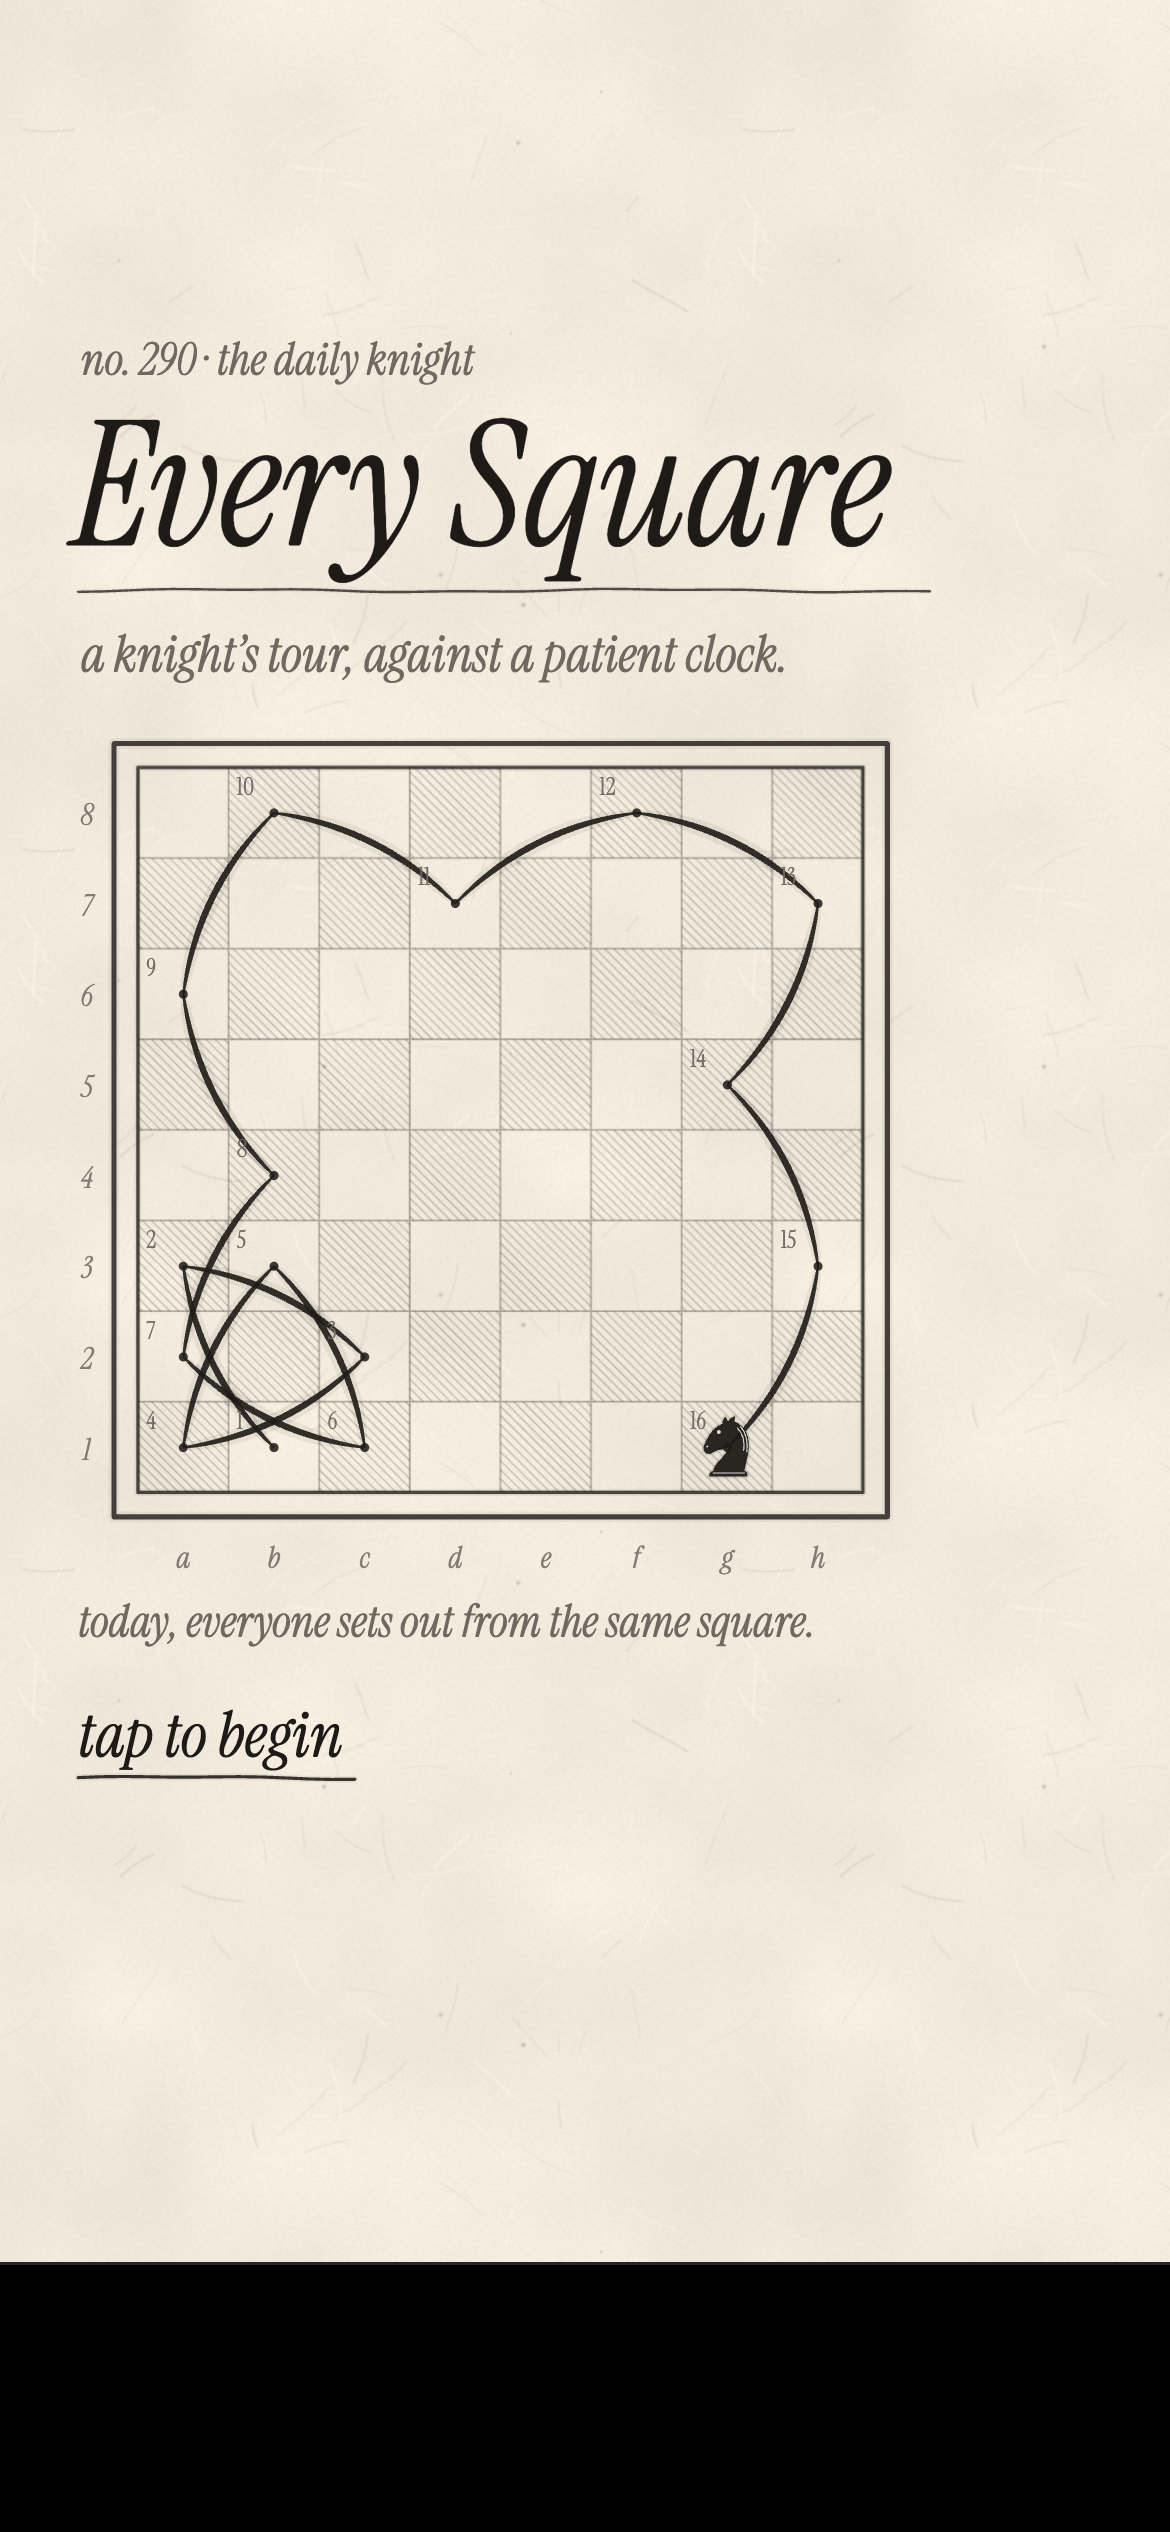 no. 290 · the daily knight
Every Square
a knight’s tour, against a patient clock.
10 12
8
11 13
7
9
6
14
5
8
4
2 5 15
3
7 3
2
4 1 6 16
1
a b c d e f g h
today, everyone sets out from the same square.
tap to begin